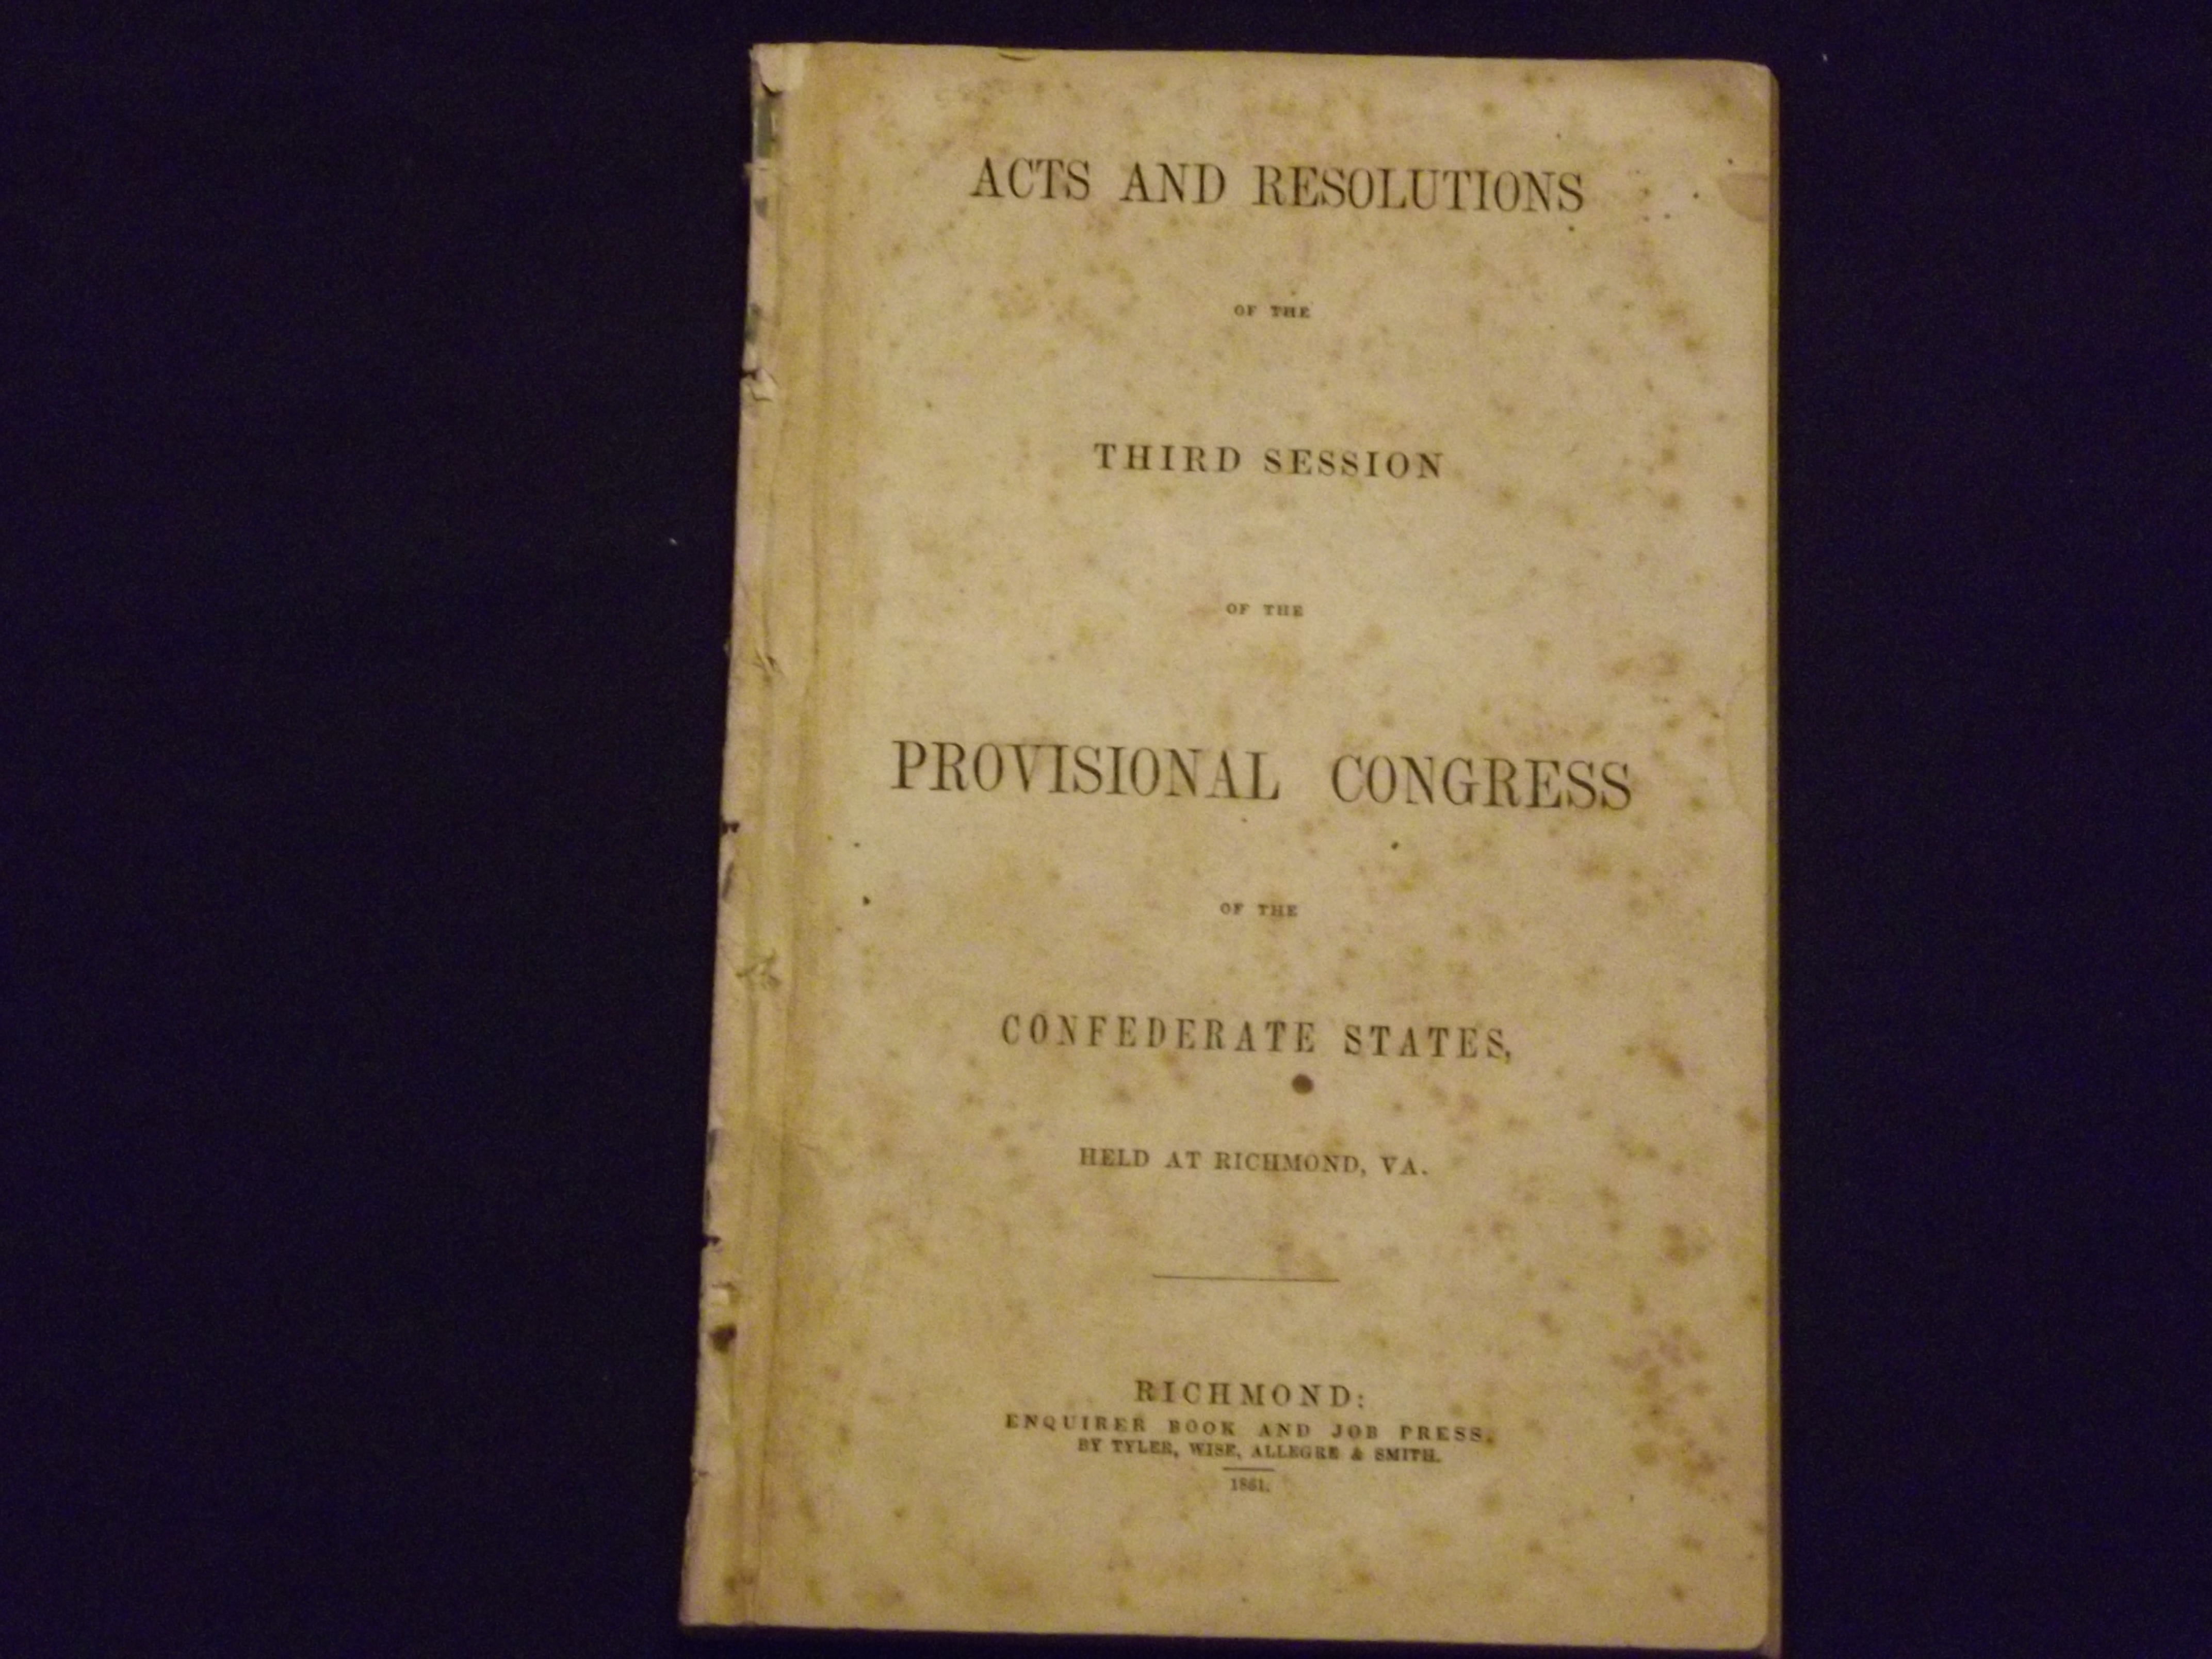 ACTS AND RESOLUTIONS
OF THE
THIRD SESSION
OF THE
PROVISIONAL CONGRESS
OF THE
CONFEDERATE STATES,
HELD AT RICHMOND, VA.
RICHMOND:
ENQUIRER BOOK AND JOB PRESS.
BY TYLER, WISE, ALLEGRE & SMITH.
1861.